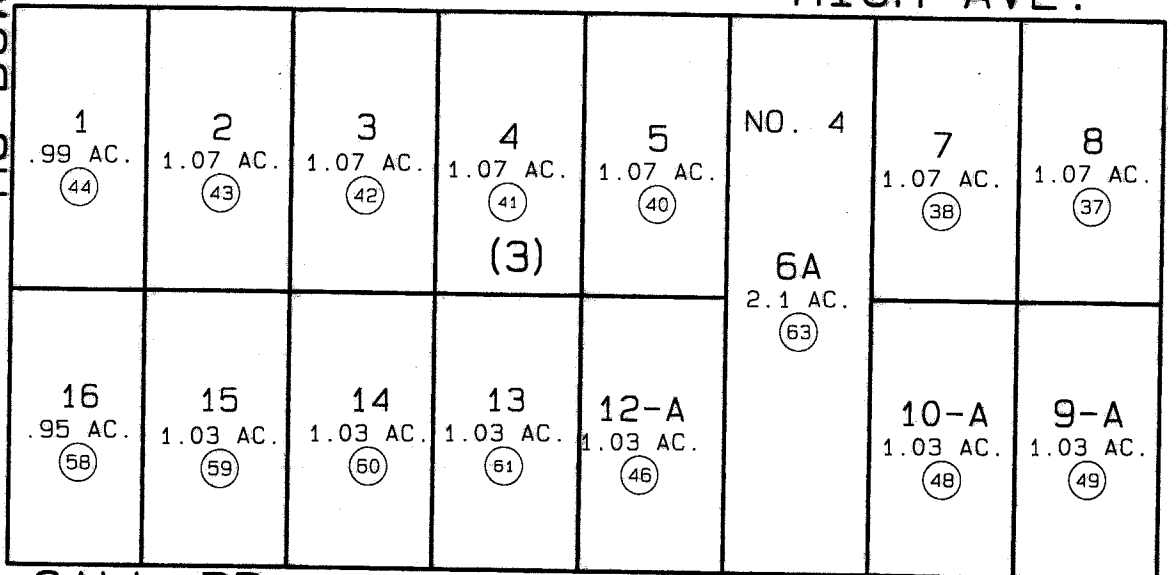 AVE.
1
.99 AC.
44
2
1.07 AC.
43
3
1.07 AC.
42
4
1.07 AC.
41
(3)
5
1.07 AC.
40
NO. 4
6A
2.1 AC.
63
7
1.07 AC.
38
8
1.07 AC.
37
16
.95 AC.
58
15
1.03 AC.
59
14
1.03 AC.
60
13
1.03 AC.
61
12-A
1.03 AC.
46
10-A
1.03 AC.
48
9-A
1.03 AC.
49